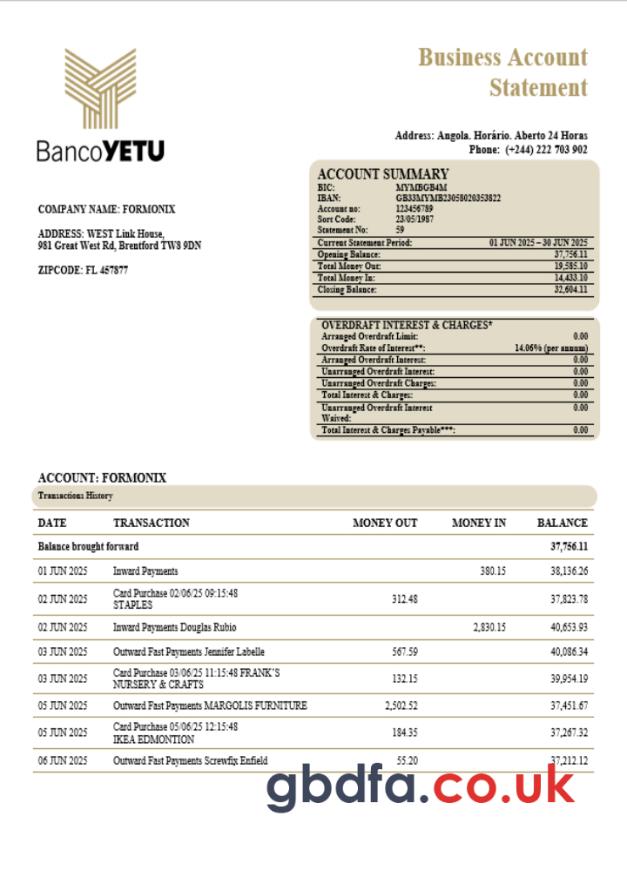 Business Account
Statement
BancoYETU
Address: Angola. Horário. Aberto 24 Horas
Phone: (+244) 222 703 902
COMPANY NAME: FORMONIX
ADDRESS: WEST Link House,
981 Great West Rd, Brentford TW8 9DN
ZIPCODE: FL 457877
ACCOUNT SUMMARY
BIC: MYMBGB4M
IBAN: GB33MYMB23058020353822
Account no: 123456789
Sort Code: 23/05/1987
Statement No: 59
Current Statement Period: 01 JUN 2025 – 30 JUN 2025
Opening Balance: 37,756.11
Total Money Out: 19,585.10
Total Money In: 14,433.10
Closing Balance: 32,604.11
OVERDRAFT INTEREST & CHARGES*
Arranged Overdraft Limit: 0.00
Overdraft Rate of Interest**: 14.06% (per annum)
Arranged Overdraft Interest: 0.00
Unarranged Overdraft Interest: 0.00
Unarranged Overdraft Charges: 0.00
Total Interest & Charges: 0.00
Unarranged Overdraft Interest 0.00
Waived:
Total Interest & Charges Payable***: 0.00
ACCOUNT: FORMONIX
Transactions History
DATE TRANSACTION MONEY OUT MONEY IN BALANCE
Balance brought forward 37,756.11
01 JUN 2025 Inward Payments 380.15 38,136.26
02 JUN 2025 Card Purchase 02/06/25 09:15:48 312.48 37,823.78
STAPLES
02 JUN 2025 Inward Payments Douglas Rubio 2,830.15 40,653.93
03 JUN 2025 Outward Fast Payments Jennifer Labelle 567.59 40,086.34
03 JUN 2025 Card Purchase 03/06/25 11:15:48 FRANK'S 132.15 39,954.19
NURSERY & CRAFTS
05 JUN 2025 Outward Fast Payments MARGOLIS FURNITURE 2,502.52 37,451.67
05 JUN 2025 Card Purchase 05/06/25 12:15:48 184.35 37,267.32
IKEA EDMONTION
06 JUN 2025 Outward Fast Payments Screwfix Enfield 55.20 37,212.12
gbdfa.co.uk